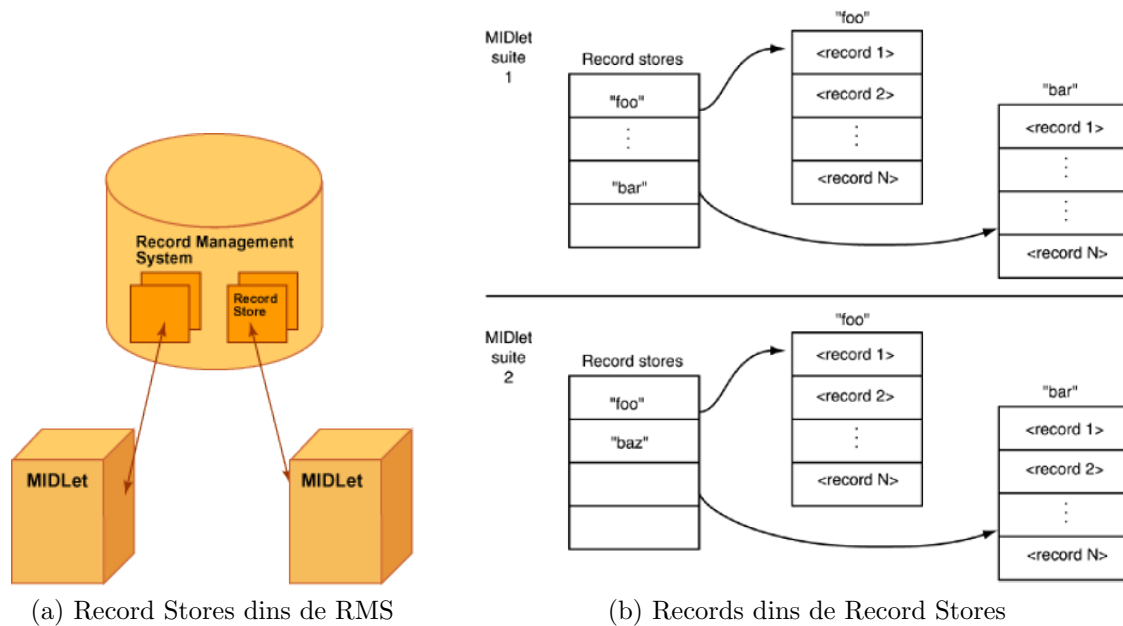 Record Management
System
Record
Store
MIDLet
MIDLet
(a) Record Stores dins de RMS
MIDlet
suite
1
Record stores
"foo"
⋮
"bar"
"foo"
<record 1>
<record 2>
⋮
<record N>
"bar"
<record 1>
⋮
⋮
<record N>
MIDlet
suite
2
Record stores
"foo"
"baz"
"foo"
<record 1>
<record 2>
⋮
<record N>
"bar"
<record 1>
<record 2>
⋮
<record N>
(b) Records dins de Record Stores